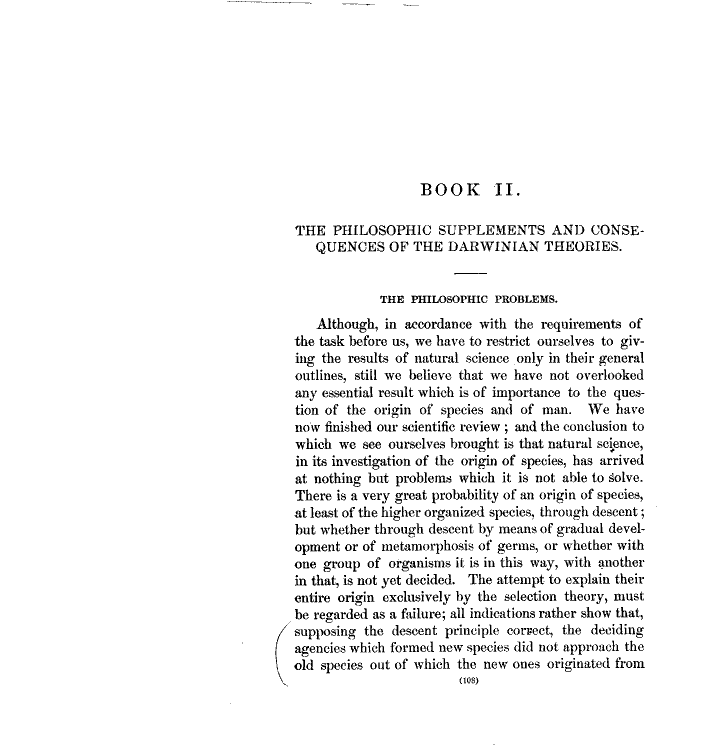 BOOK II.
THE PHILOSOPHIC SUPPLEMENTS AND CONSE-
QUENCES OF THE DARWINIAN THEORIES.
THE PHILOSOPHIC PROBLEMS.
Although, in accordance with the requirements of
the task before us, we have to restrict ourselves to giv-
ing the results of natural science only in their general
outlines, still we believe that we have not overlooked
any essential result which is of importance to the ques-
tion of the origin of species and of man. We have
now finished our scientific review; and the conclusion to
which we see ourselves brought is that natural science,
in its investigation of the origin of species, has arrived
at nothing but problems which it is not able to solve.
There is a very great probability of an origin of species,
at least of the higher organized species, through descent;
but whether through descent by means of gradual devel-
opment or of metamorphosis of germs, or whether with
one group of organisms it is in this way, with another
in that, is not yet decided. The attempt to explain their
entire origin exclusively by the selection theory, must
be regarded as a failure; all indications rather show that,
supposing the descent principle correct, the deciding
agencies which formed new species did not approach the
old species out of which the new ones originated from
(108)